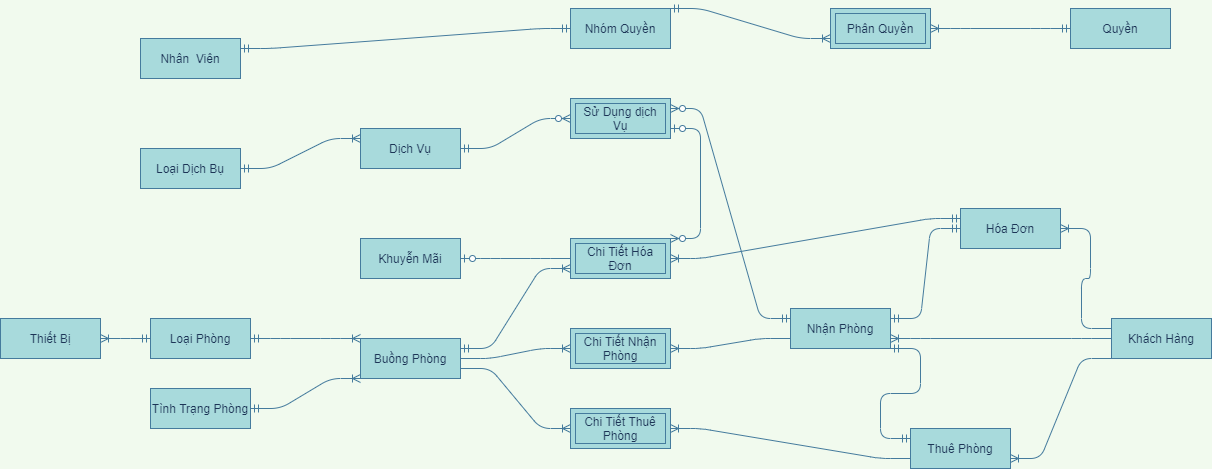 Nhóm Quyền
Phân Quyền
Quyền
Nhân Viên
Sử Dụng dịch
Vụ
Dịch Vụ
Loại Dịch Bụ
Hóa Đơn
Khuyễn Mãi
Chi Tiết Hóa
Đơn
Nhận Phòng
Thiết Bị
Loại Phòng
Buồng Phòng
Chi Tiết Nhận
Phòng
Khách Hàng
Tình Trạng Phòng
Chi Tiết Thuê
Phòng
Thuê Phòng